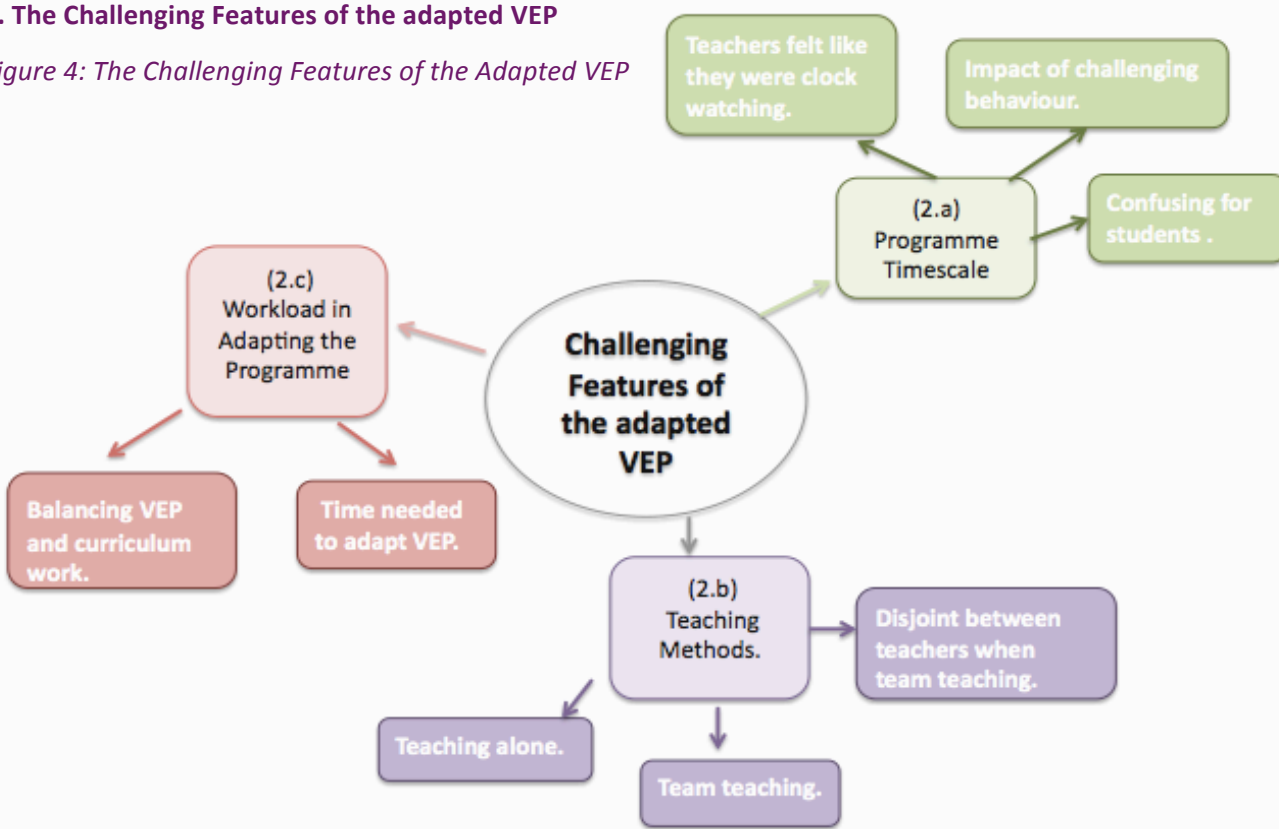 . The Challenging Features of the adapted VEP
igure 4: The Challenging Features of the Adapted VEP
Teachers felt like
they were clock
watching.
Impact of challenging
behaviour.
Confusing for
students .
(2.a)
Programme
Timescale
(2.c)
Workload in
Adapting the
Programme
Challenging
Features of
the adapted
VEP
Balancing VEP
and curriculum
work.
Time needed
to adapt VEP.
(2.b)
Teaching
Methods.
Disjoint between
teachers when
team teaching.
Teaching alone.
Team teaching.